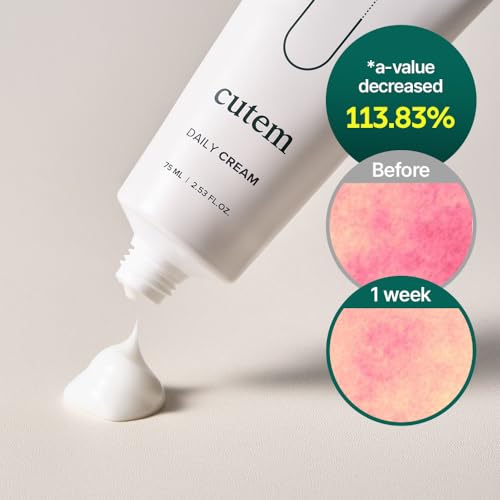 cutem
DAILY CREAM
75 ML | 2.53 FL.OZ.
*a-value
decreased
113.83%
Before
1 week